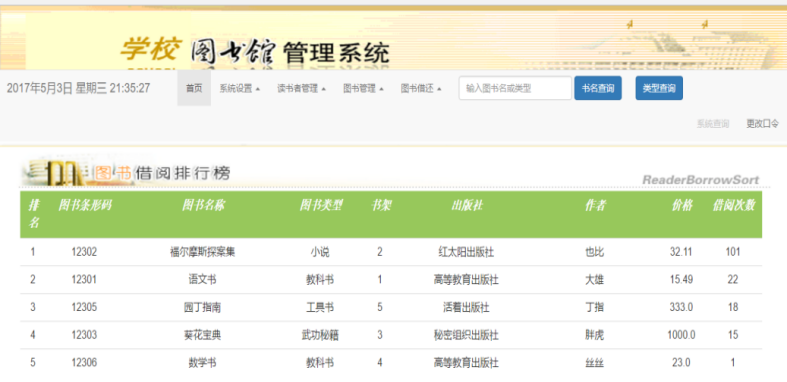 学校 图书馆 管理系统
2017年5月3日 星期三 21:35:27 首页 系统设置 读书者管理 图书管理 图书借还 输入图书名或类型 书名查询 类型查询
系统查询 更改口令
图书借阅排行榜
ReaderBorrowSort
排名 图书条形码 图书名称 图书类型 书架 出版社 作者 价格 借阅次数
1 12302 福尔摩斯探案集 小说 2 红太阳出版社 也比 32.11 101
2 12301 语文书 教科书 1 高等教育出版社 大雄 15.49 22
3 12305 园丁指南 工具书 5 活着出版社 丁指 333.0 18
4 12303 葵花宝典 武功秘籍 3 秘密组织出版社 胖虎 1000.0 15
5 12306 数学书 教科书 4 高等教育出版社 丝丝 23.0 1